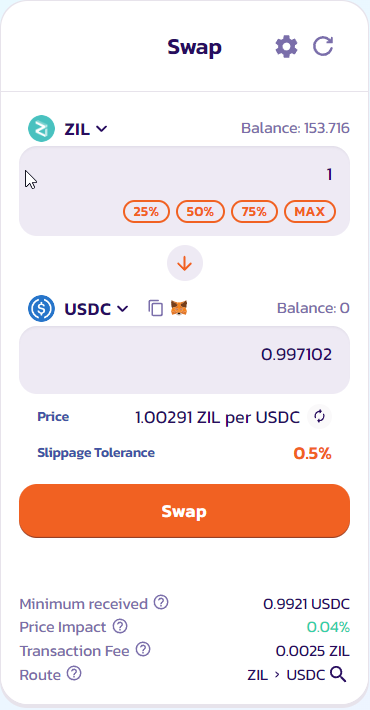 Swap
ZIL Balance: 153.716
1
25% 50% 75% MAX
USDC Balance: 0
0.997102
Price 1.00291 ZIL per USDC
Slippage Tolerance 0.5%
Swap
Minimum received ? 0.9921 USDC
Price Impact ? 0.04%
Transaction Fee ? 0.0025 ZIL
Route ? ZIL > USDC